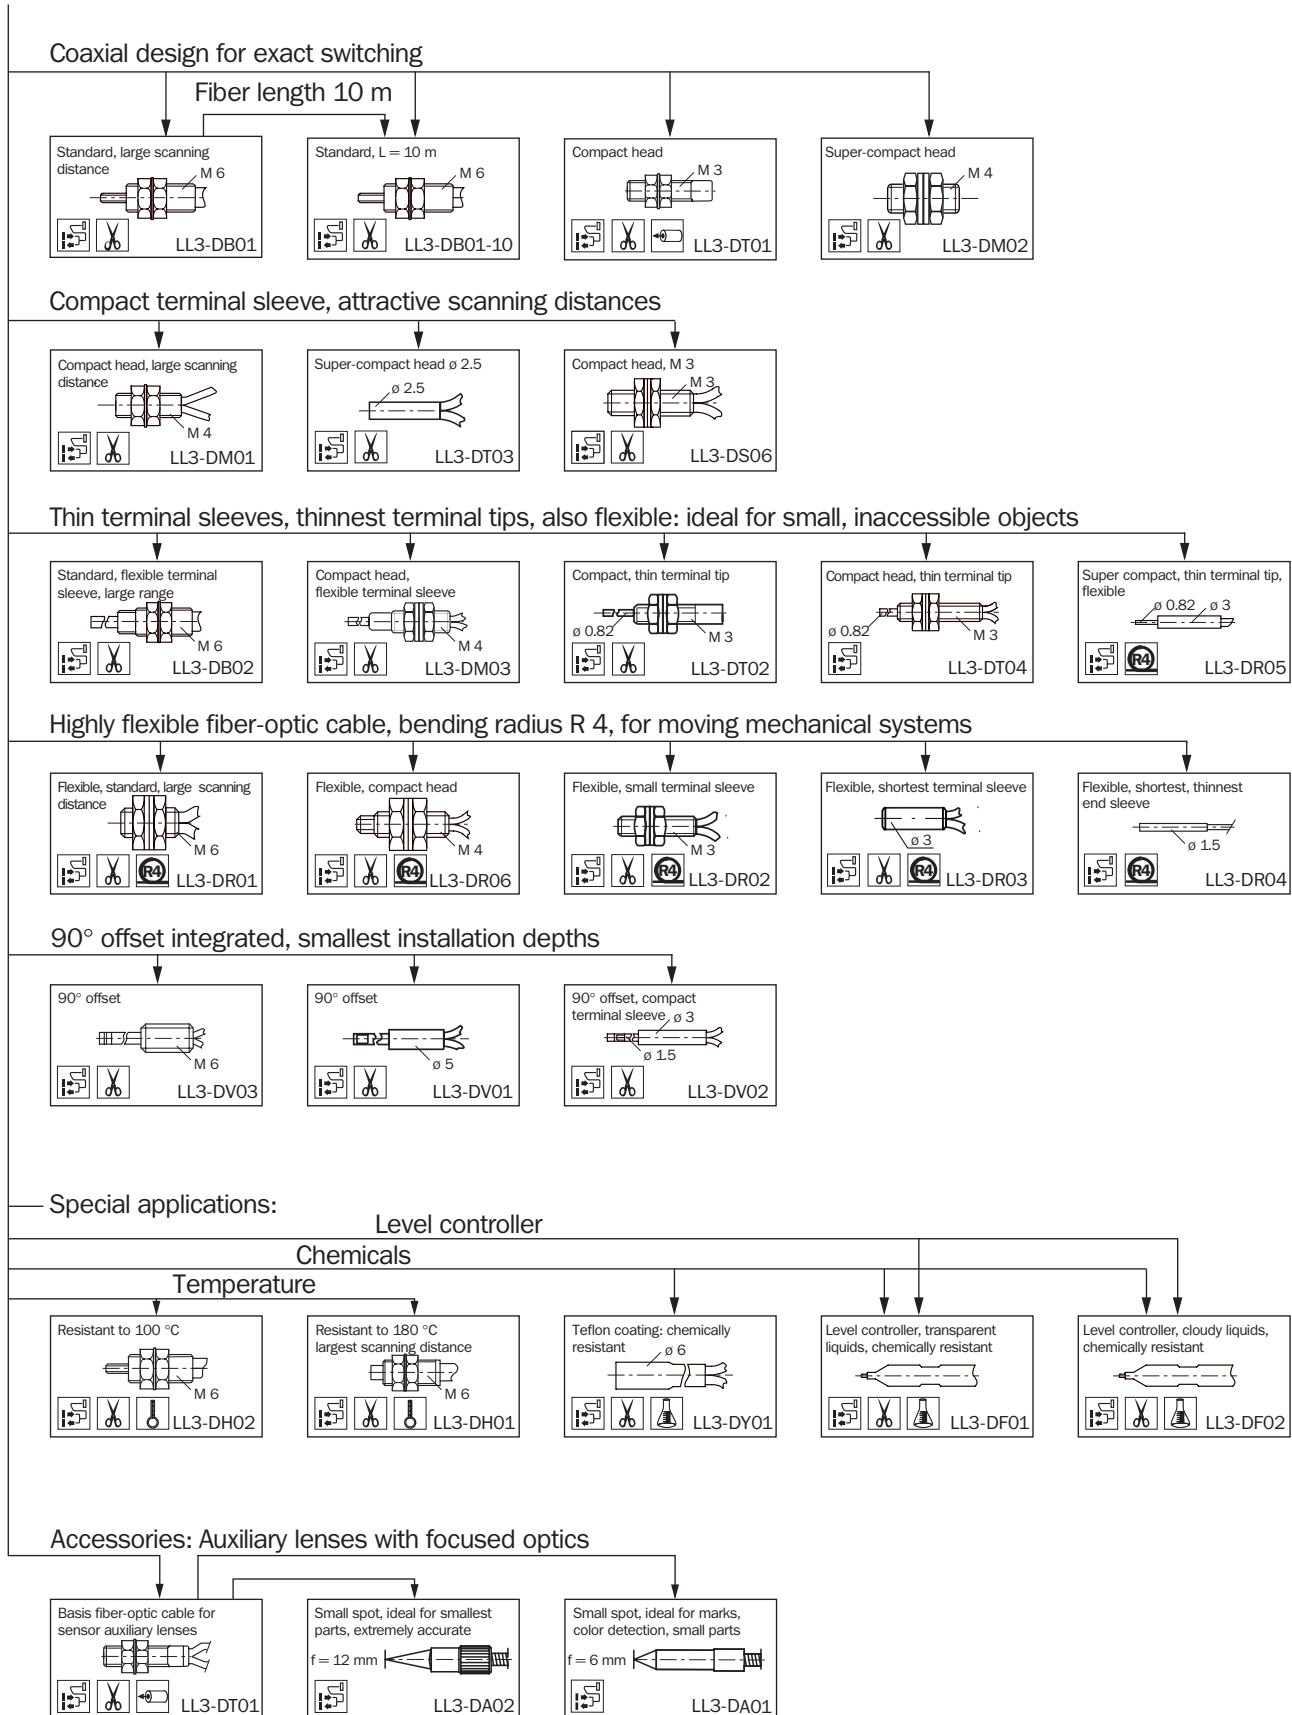 Coaxial design for exact switching
Fiber length 10 m
Standard, large scanning
distance
M 6
LL3-DB01
Standard, L = 10 m
M 6
LL3-DB01-10
Compact head
M 3
LL3-DT01
Super-compact head
M 4
LL3-DM02
Compact terminal sleeve, attractive scanning distances
Compact head, large scanning
distance
M 4
LL3-DM01
Super-compact head ø 2.5
ø 2.5
LL3-DT03
Compact head, M 3
M 3
LL3-DS06
Thin terminal sleeves, thinnest terminal tips, also flexible: ideal for small, inaccessible objects
Standard, flexible terminal
sleeve, large range
M 6
LL3-DB02
Compact head,
flexible terminal sleeve
M 4
LL3-DM03
Compact, thin terminal tip
ø 0.82
M 3
LL3-DT02
Compact head, thin terminal tip
ø 0.82
M 3
LL3-DT04
Super compact, thin terminal tip,
flexible
ø 0.82 ø 3
R4
LL3-DR05
Highly flexible fiber-optic cable, bending radius R 4, for moving mechanical systems
Flexible, standard, large scanning
distance
M 6
R4
LL3-DR01
Flexible, compact head
M 4
R4
LL3-DR06
Flexible, small terminal sleeve
M 3
R4
LL3-DR02
Flexible, shortest terminal sleeve
ø 3
R4
LL3-DR03
Flexible, shortest, thinnest
end sleeve
ø 1.5
R4
LL3-DR04
90° offset integrated, smallest installation depths
90° offset
M 6
LL3-DV03
90° offset
ø 5
LL3-DV01
90° offset, compact
terminal sleeve
ø 3
ø 1.5
LL3-DV02
Special applications:
Level controller
Chemicals
Temperature
Resistant to 100 °C
M 6
LL3-DH02
Resistant to 180 °C
largest scanning distance
M 6
LL3-DH01
Teflon coating: chemically
resistant
ø 6
LL3-DY01
Level controller, transparent
liquids, chemically resistant
LL3-DF01
Level controller, cloudy liquids,
chemically resistant
LL3-DF02
Accessories: Auxiliary lenses with focused optics
Basis fiber-optic cable for
sensor auxiliary lenses
LL3-DT01
Small spot, ideal for smallest
parts, extremely accurate
f = 12 mm
LL3-DA02
Small spot, ideal for marks,
color detection, small parts
f = 6 mm
LL3-DA01